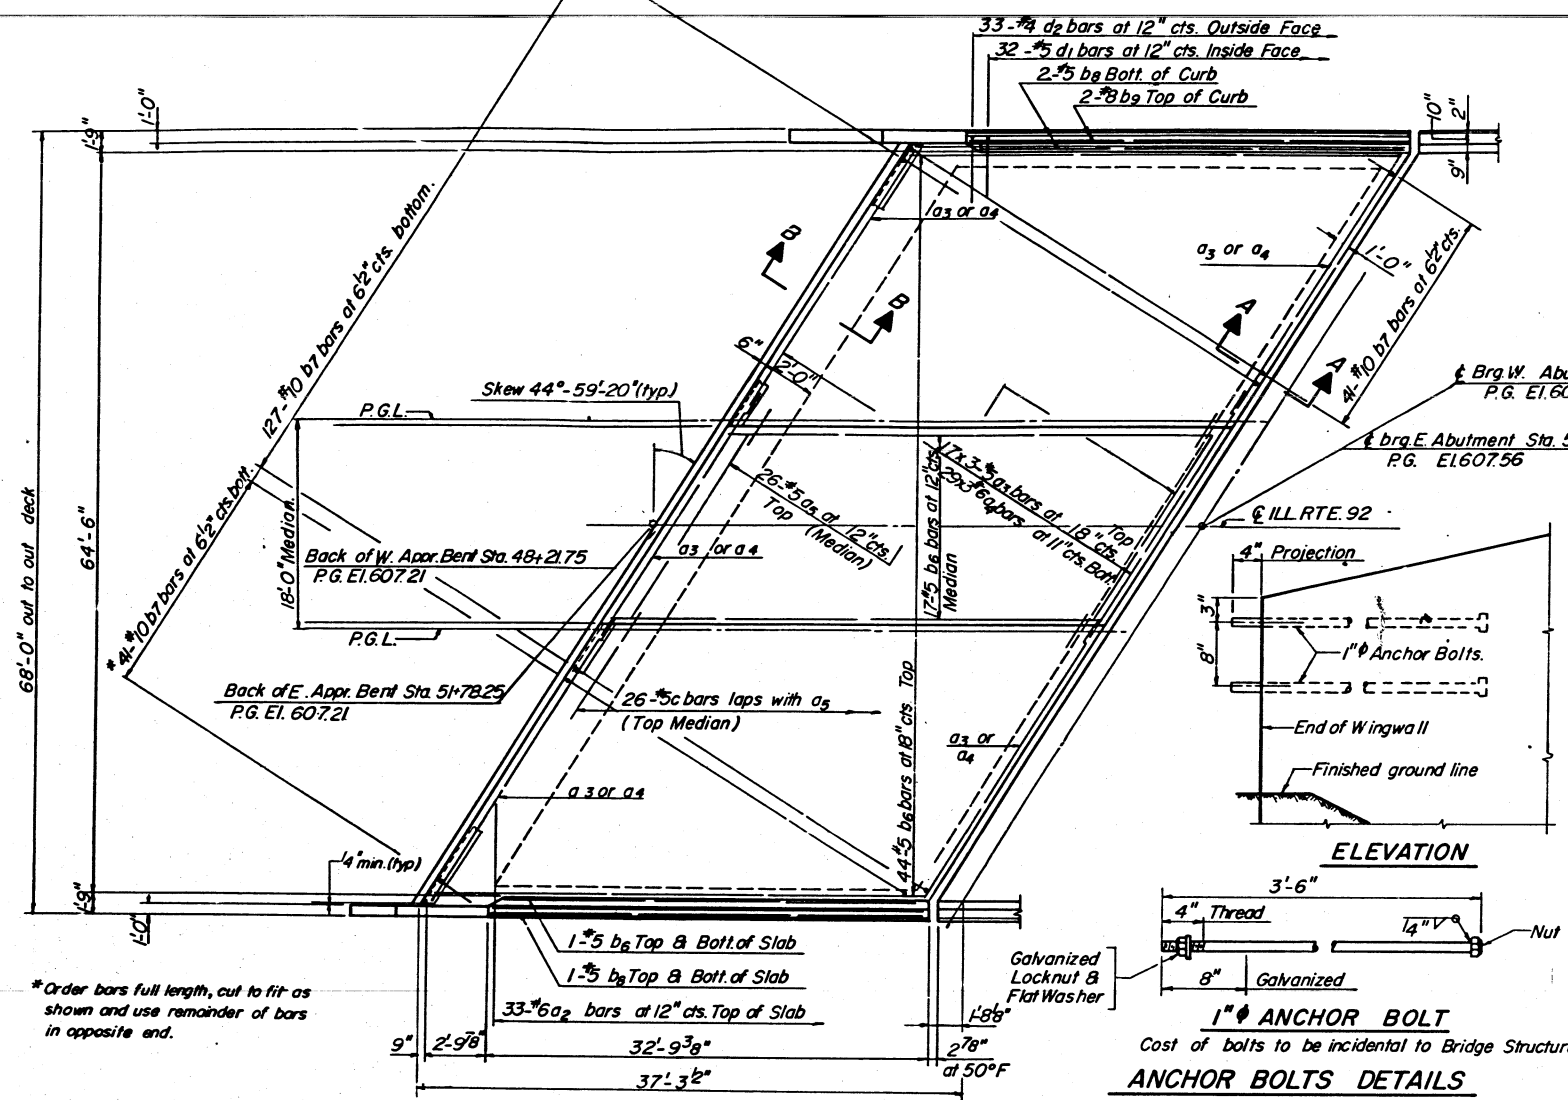 33-#4 d2 bars at 12" cts. Outside Face
32-#5 d1 bars at 12" cts. Inside Face
2-#5 b8 Bott. of Curb
2-#8 b9 Top of Curb
1'-0"
1'-9"
10"
2"
9"
127-#10 b7 bars at 6½" cts. bottom.
a3 or a4
a3 or a4
1'-0"
41-#10 b7 bars at 6½" cts.
B
B
A
A
6"
2'-0"
Skew 44°-59'-20" (typ.)
P.G.L.
℄ Brg. W. Abu
P.G. El. 60
℄ brg. E. Abutment Sta. 5
P.G. El.607.56
68'-0" out to out deck
64'-6"
18'-0" Median.
* 41-#10 b7 bars at 6½" cts. bott.
26-#5 a5 at 12" cts.
Top (Median)
17-#5 b6 bars at 12" cts.
Median
17x3-#5 a3 bars at 18" cts. Top
29x3-#6 a4 bars at 11" cts. Bott.
℄ ILL. RTE. 92
Back of W. Appr. Bent Sta. 48+21.75
P.G. El.607.21
a3 or a4
P.G.L.
Back of E. Appr. Bent Sta. 51+78.25
P.G. El. 607.21
26-#5 c bars laps with a5
(Top Median)
44-#5 b6 bars at 18" cts Top
a3 or
a4
a3 or a4
4" Projection
3"
8"
1"ϕ Anchor Bolts.
End of Wingwall
Finished ground line
ELEVATION
¼" min. (typ)
1'-9"
1'-0"
1-#5 b6 Top & Bott. of Slab
1-#5 b8 Top & Bott. of Slab
33-#6 a2 bars at 12" cts. Top of Slab
* Order bars full length, cut to fit as
shown and use remainder of bars
in opposite end.
9"
2'-9⅞"
32'-9⅜"
1'-8⅛"
2⅞"
at 50°F
37'-3½"
3'-6"
4" Thread
¼"
Nut
Galvanized
Locknut &
Flat Washer
8"
Galvanized
1"ϕ ANCHOR BOLT
Cost of bolts to be incidental to Bridge Structur
ANCHOR BOLTS DETAILS